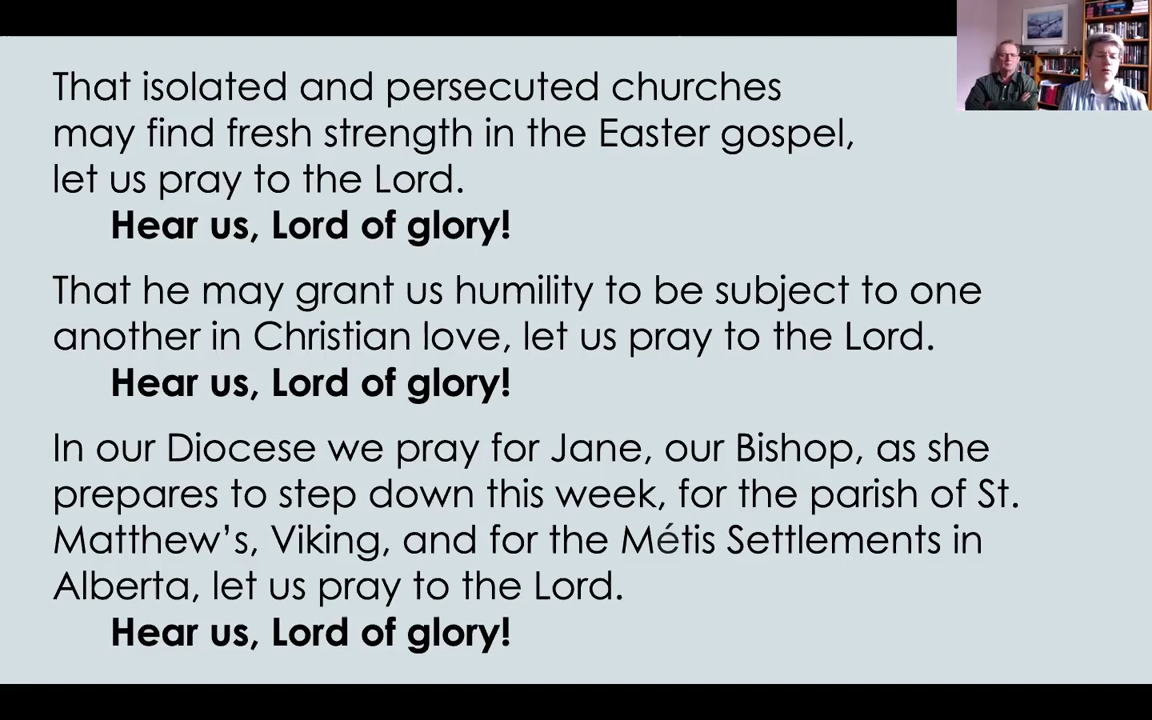 That isolated and persecuted churches
may find fresh strength in the Easter gospel,
let us pray to the Lord.
Hear us, Lord of glory!
That he may grant us humility to be subject to one
another in Christian love, let us pray to the Lord.
Hear us, Lord of glory!
In our Diocese we pray for Jane, our Bishop, as she
prepares to step down this week, for the parish of St.
Matthew’s, Viking, and for the Métis Settlements in
Alberta, let us pray to the Lord.
Hear us, Lord of glory!